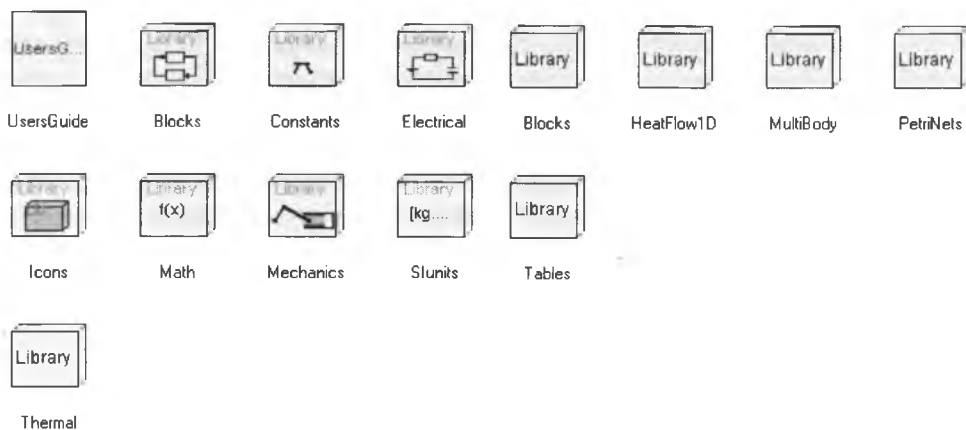 UsersG...
Library
Library
Library
Library
Library
Library
Library
UsersGuide
Blocks
Constants
Electrical
Blocks
HeatFlow1D
MultiBody
PetriNets
Library
Library
f(x)
Library
Library
[kg....
Library
Icons
Math
Mechanics
SIunits
Tables
Library
Thermal